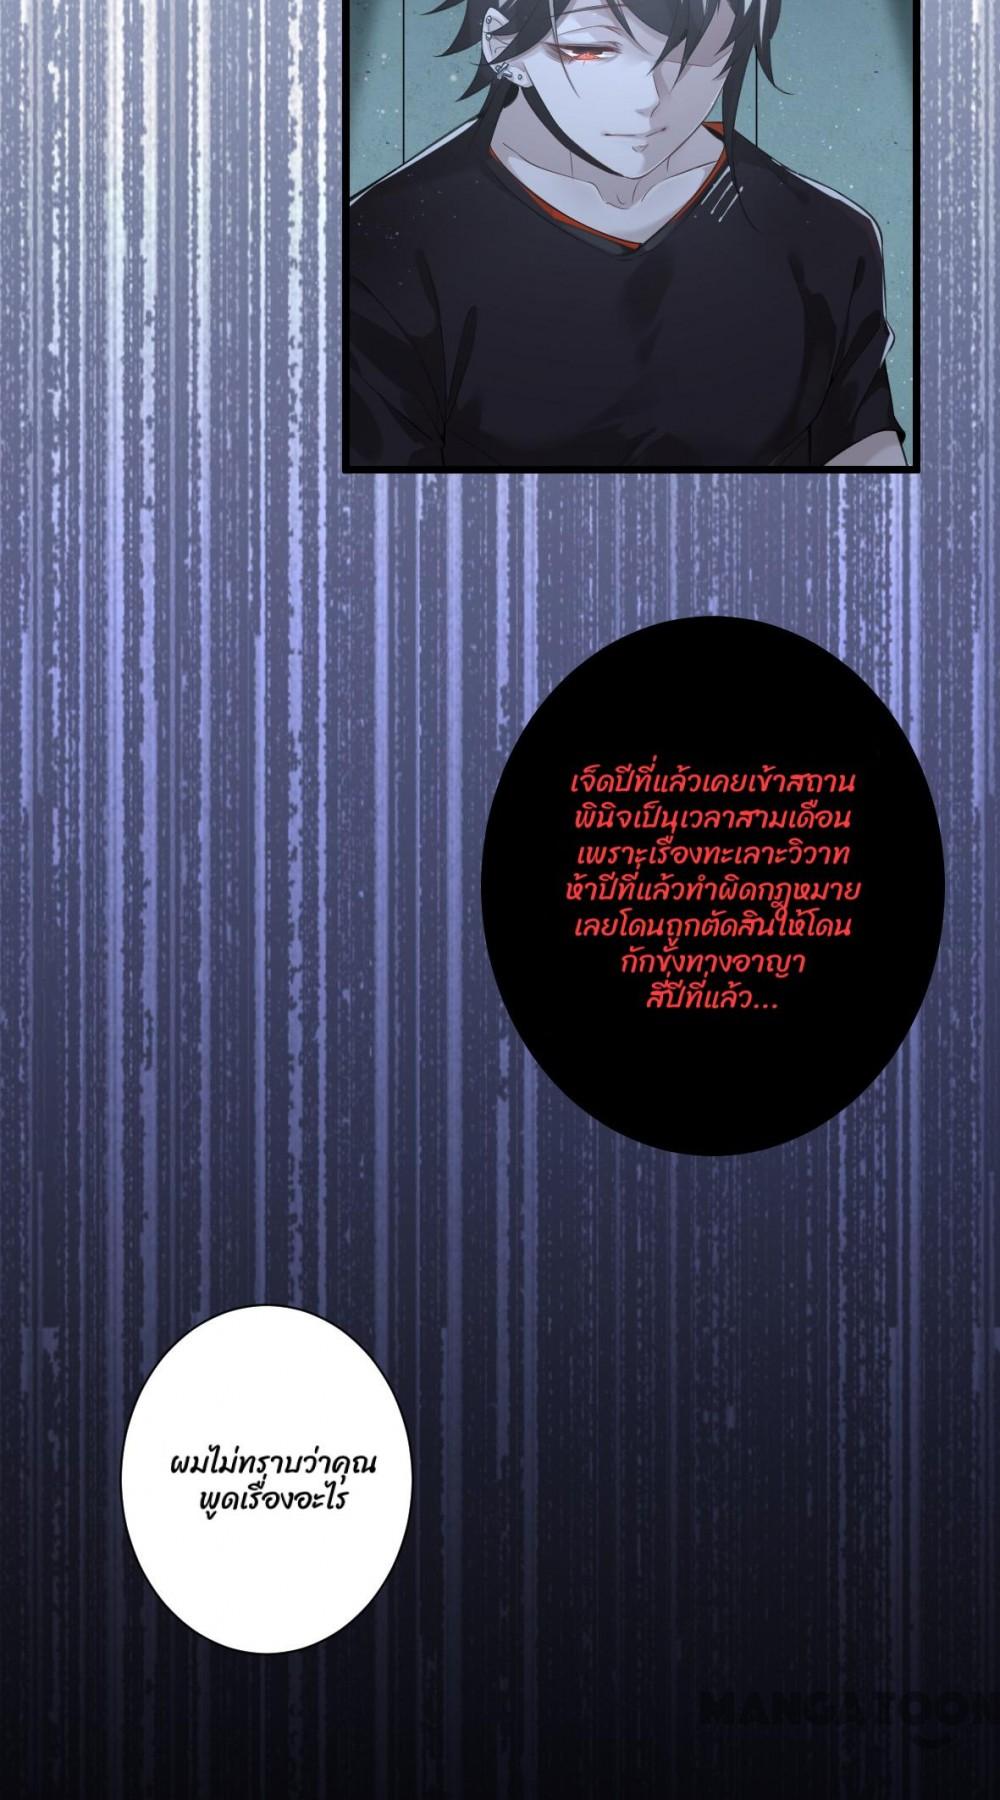 เจ็ดปีที่แล้วเคยเข้าสถาน
พินิจเป็นเวลาสามเดือน
เพราะเรื่องทะเลาะวิวาท
ห้าปีที่แล้วทำผิดกฎหมาย
เลยโดนถูกตัดสินให้โดน
กักขังทางอาญา
สี่ปีที่แล้ว...
ผมไม่ทราบว่าคุณ
พูดเรื่องอะไร
MANGATOON